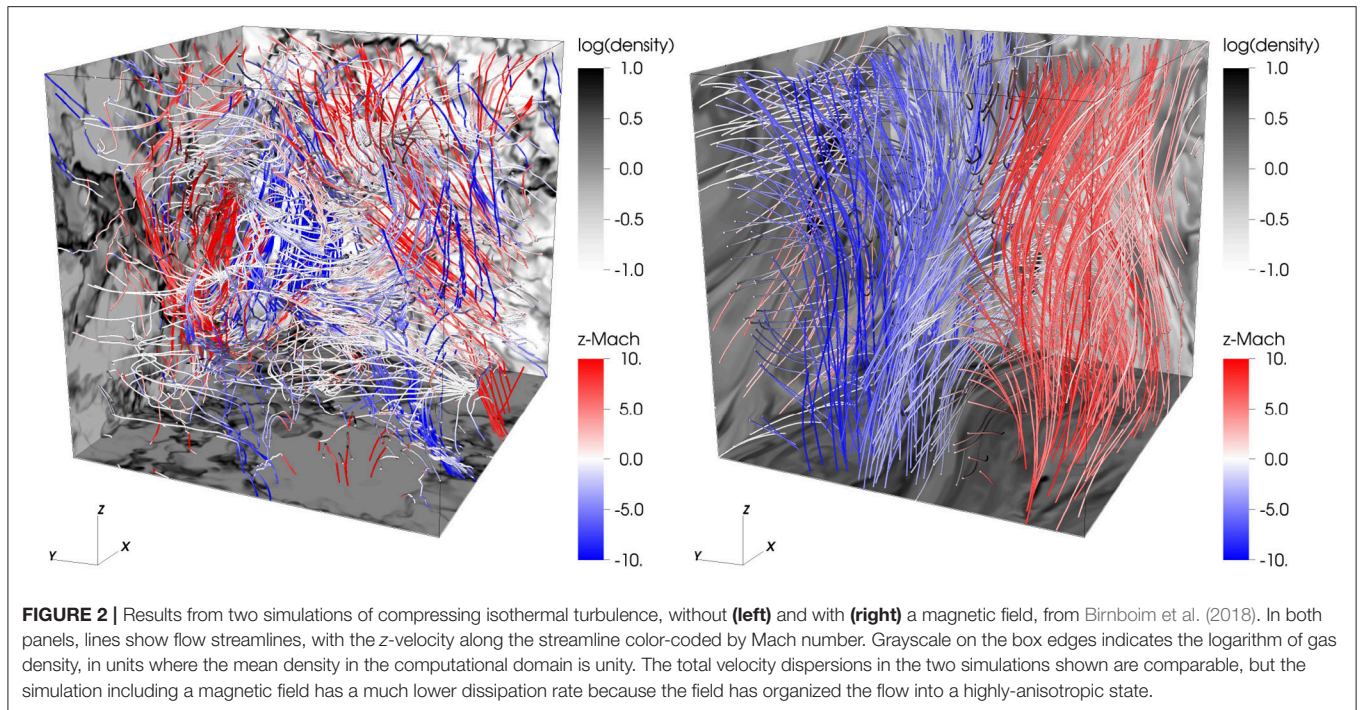 log(density)
1.0
0.5
0.0
-0.5
-1.0
z-Mach
10.
5.0
0.0
-5.0
-10.
Z
Y
X
log(density)
1.0
0.5
0.0
-0.5
-1.0
z-Mach
10.
5.0
0.0
-5.0
-10.
Z
Y
X
FIGURE 2 | Results from two simulations of compressing isothermal turbulence, without (left) and with (right) a magnetic field, from Birnboim et al. (2018). In both
panels, lines show flow streamlines, with the z-velocity along the streamline color-coded by Mach number. Grayscale on the box edges indicates the logarithm of gas
density, in units where the mean density in the computational domain is unity. The total velocity dispersions in the two simulations shown are comparable, but the
simulation including a magnetic field has a much lower dissipation rate because the field has organized the flow into a highly-anisotropic state.